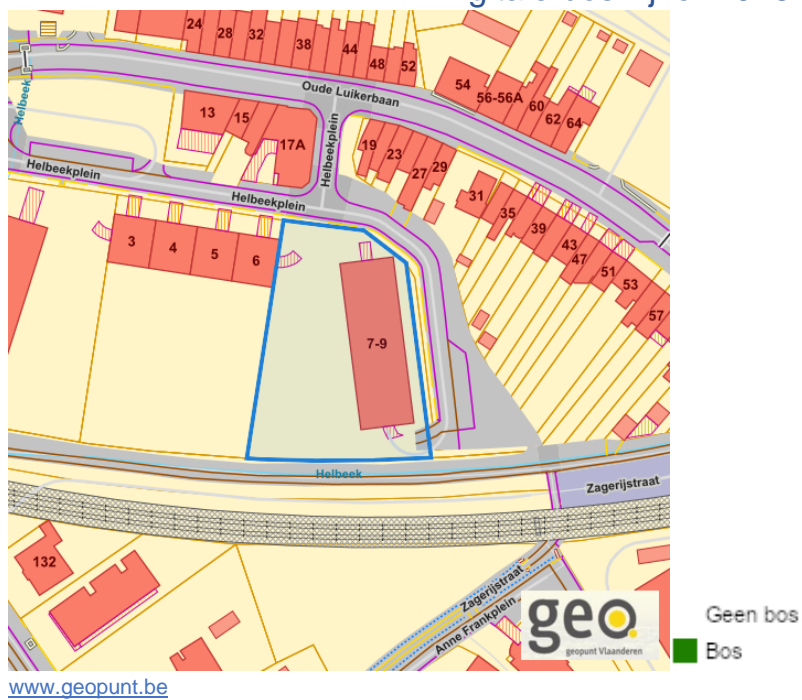 24 28 32 38 44 48 52
54 56-56A 60 62 64
Oude Luikerbaan
Helbeek
13 15 17A
Helbeekplein
19 23 27 29
Helbeekplein
Helbeekplein
31 35 39 43 47 51 53 57
3 4 5 6
7-9
Helbeek
Zagerijstraat
132
Zagerijstraat
Anne Frankplein
geo.
geopunt Vlaanderen
Geen bos
Bos
www.geopunt.be